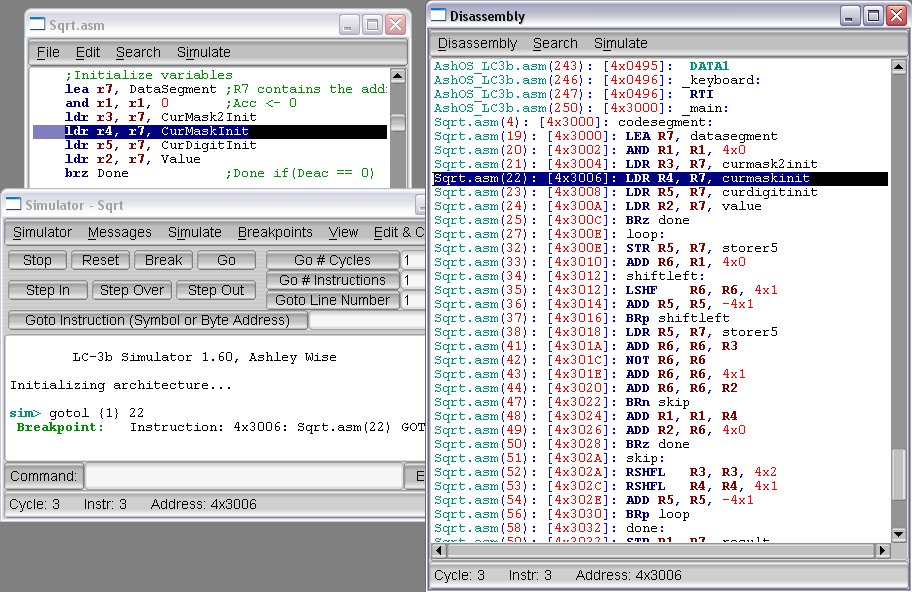 Sqrt.asm
File Edit Search Simulate
;Initialize variables
lea r7, DataSegment ;R7 contains the add
and r1, r1, 0 ;Acc <- 0
ldr r3, r7, CurMask2Init
ldr r4, r7, CurMaskInit
ldr r5, r7, CurDigitInit
ldr r2, r7, Value
brz Done ;Done if(Deac == 0)
Simulator - Sqrt
Simulator Messages Simulate Breakpoints View Edit & C
Stop Reset Break Go Go # Cycles 1
Go # Instructions 1
Step In Step Over Step Out
Goto Line Number 1
Goto Instruction (Symbol or Byte Address)
LC-3b Simulator 1.60, Ashley Wise
Initializing architecture...
sim> gotol {1} 22
Breakpoint: Instruction: 4x3006: Sqrt.asm(22) GOT
Command: E
Cycle: 3 Instr: 3 Address: 4x3006
Disassembly
Disassembly Search Simulate
AshOS_LC3b.asm(243): [4x0495]: DATA1
AshOS_LC3b.asm(246): [4x0496]: _keyboard:
AshOS_LC3b.asm(247): [4x0496]: RTI
AshOS_LC3b.asm(250): [4x3000]: _main:
Sqrt.asm(4): [4x3000]: codesegment:
Sqrt.asm(19): [4x3000]: LEA R7, datasegment
Sqrt.asm(20): [4x3002]: AND R1, R1, 4x0
Sqrt.asm(21): [4x3004]: LDR R3, R7, curmask2init
Sqrt.asm(22): [4x3006]: LDR R4, R7, curmaskinit
Sqrt.asm(23): [4x3008]: LDR R5, R7, curdigitinit
Sqrt.asm(24): [4x300A]: LDR R2, R7, value
Sqrt.asm(25): [4x300C]: BRz done
Sqrt.asm(27): [4x300E]: loop:
Sqrt.asm(32): [4x300E]: STR R5, R7, storer5
Sqrt.asm(33): [4x3010]: ADD R6, R1, 4x0
Sqrt.asm(34): [4x3012]: shiftleft:
Sqrt.asm(35): [4x3012]: LSHF R6, R6, 4x1
Sqrt.asm(36): [4x3014]: ADD R5, R5, -4x1
Sqrt.asm(37): [4x3016]: BRp shiftleft
Sqrt.asm(38): [4x3018]: LDR R5, R7, storer5
Sqrt.asm(41): [4x301A]: ADD R6, R6, R3
Sqrt.asm(42): [4x301C]: NOT R6, R6
Sqrt.asm(43): [4x301E]: ADD R6, R6, 4x1
Sqrt.asm(44): [4x3020]: ADD R6, R6, R2
Sqrt.asm(47): [4x3022]: BRn skip
Sqrt.asm(48): [4x3024]: ADD R1, R1, R4
Sqrt.asm(49): [4x3026]: ADD R2, R6, 4x0
Sqrt.asm(50): [4x3028]: BRz done
Sqrt.asm(51): [4x302A]: skip:
Sqrt.asm(52): [4x302A]: RSHFL R3, R3, 4x2
Sqrt.asm(53): [4x302C]: RSHFL R4, R4, 4x1
Sqrt.asm(54): [4x302E]: ADD R5, R5, -4x1
Sqrt.asm(56): [4x3030]: BRp loop
Sqrt.asm(58): [4x3032]: done:
Sqrt.asm(59): [4x3032]: STR R1, R7, result
Cycle: 3 Instr: 3 Address: 4x3006